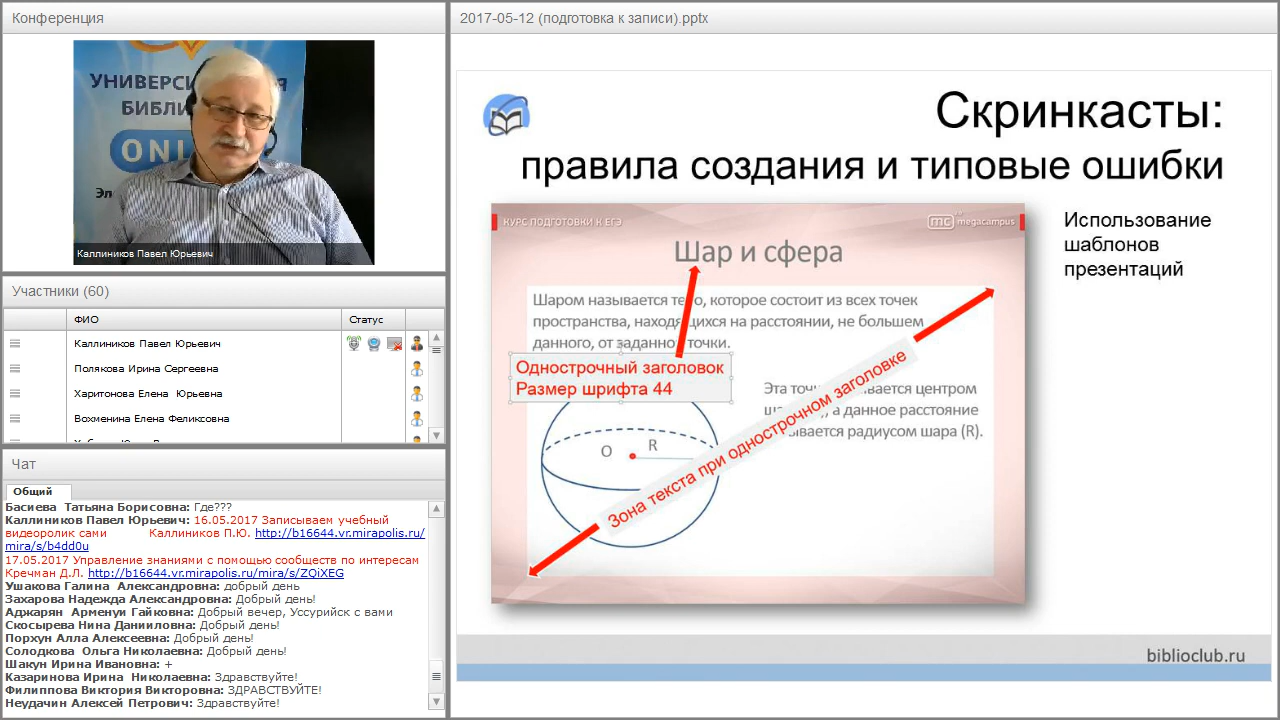 Конференция
УНИВЕРСИ
БИБЛИ
ONL
Эл
Каллиников Павел Юрьевич
Участники (60)
ФИО
Статус
Каллиников Павел Юрьевич
Полякова Ирина Сергеевна
Харитонова Елена Юрьевна
Вохмянина Елена Феликсовна
Чат
Общий
Басиева Татьяна Борисовна: Где???
Каллиников Павел Юрьевич: 16.05.2017 Записываем учебный
видеоролик сами Каллиников П.Ю. http://b16644.vr.mirapolis.ru/
mira/s/b4dd0u
17.05.2017 Управление знаниями с помощью сообществ по интересам
Кречман Д.Л. http://b16644.vr.mirapolis.ru/mira/s/ZQiXEG
Ушакова Галина Александровна: добрый день
Захарова Надежда Александровна: Добрый день!
Аджарян Арменуи Гайковна: Добрый вечер, Уссурийск с вами
Скосырева Нина Данииловна: Добрый день!
Порхун Алла Алексеевна: Добрый день!
Солодкова Ольга Николаевна: Добрый день!
Шакун Ирина Ивановна: +
Казаринова Ирина Николаевна: Здравствуйте!
Филиппова Виктория Викторовна: ЗДРАВСТВУЙТЕ!
Неудачин Алексей Петрович: Здравствуйте!
2017-05-12 (подготовка к записи).pptx
Скринкасты:
правила создания и типовые ошибки
КУРС ПОДГОТОВКИ К ЕГЭ
mc megacampus
Шар и сфера
Шаром называется тело, которое состоит из всех точек
пространства, находящихся на расстоянии, не большем
данного, от заданной точки.
Однострочный заголовок
Размер шрифта 44
Эта точка называется центром
а данное расстояние
называется радиусом шара (R).
O
R
Зона текста при однострочном заголовке
Использование
шаблонов
презентаций
biblioclub.ru